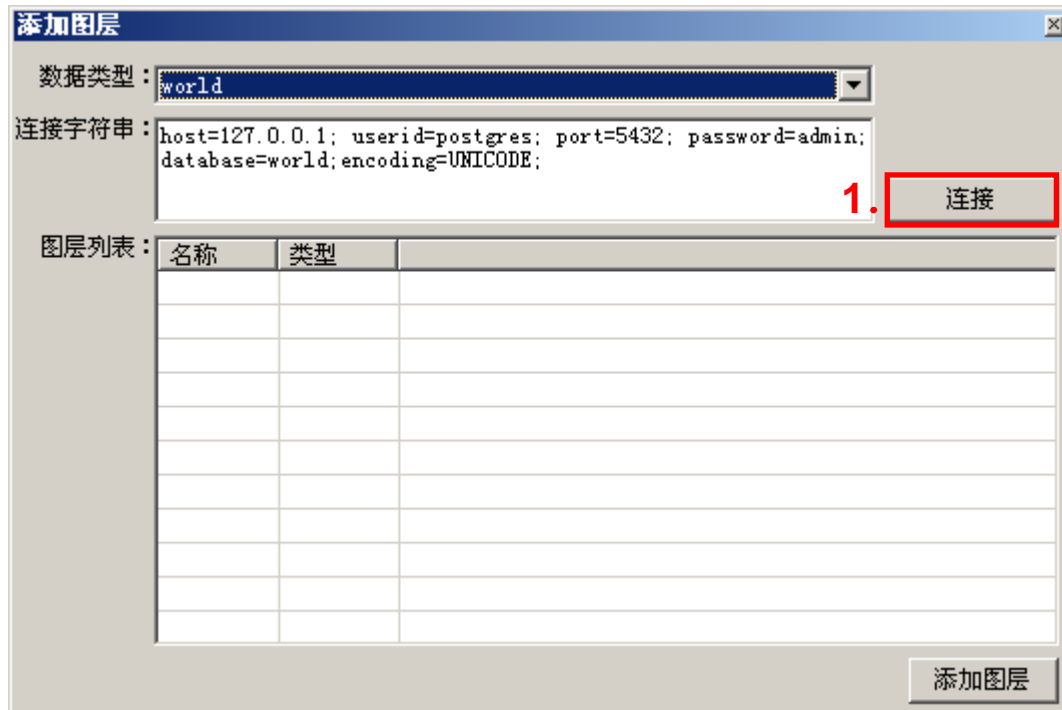 添加图层
数据类型：
world
连接字符串：
host=127.0.0.1; userid=postgres; port=5432; password=admin;
database=world;encoding=UNICODE;
1.
连接
图层列表：
名称 类型
添加图层